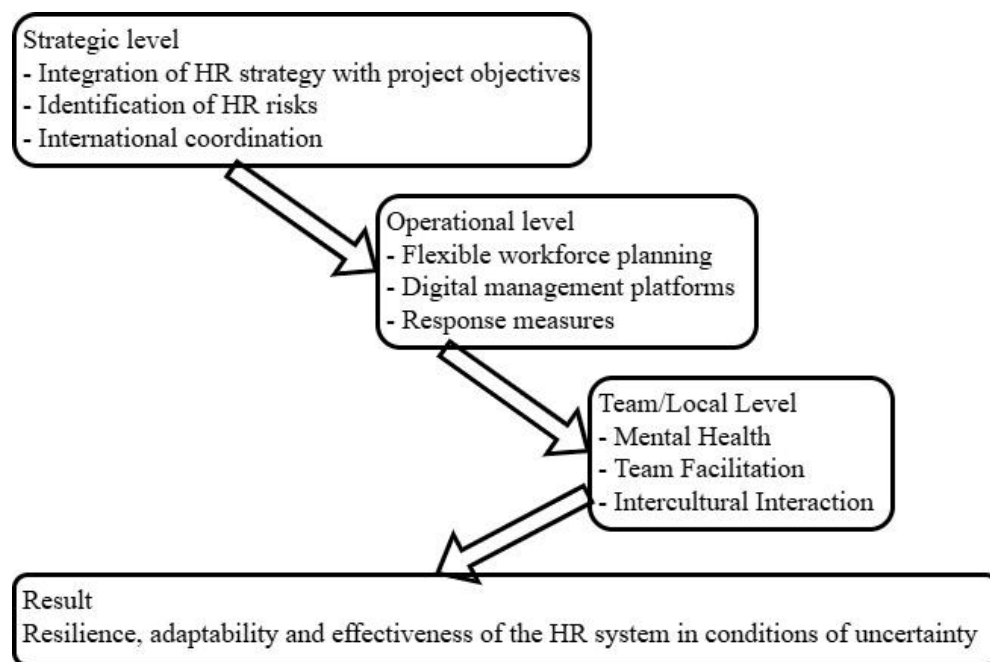 Strategic level
- Integration of HR strategy with project objectives
- Identification of HR risks
- International coordination
Operational level
- Flexible workforce planning
- Digital management platforms
- Response measures
Team/Local Level
- Mental Health
- Team Facilitation
- Intercultural Interaction
Result
Resilience, adaptability and effectiveness of the HR system in conditions of uncertainty